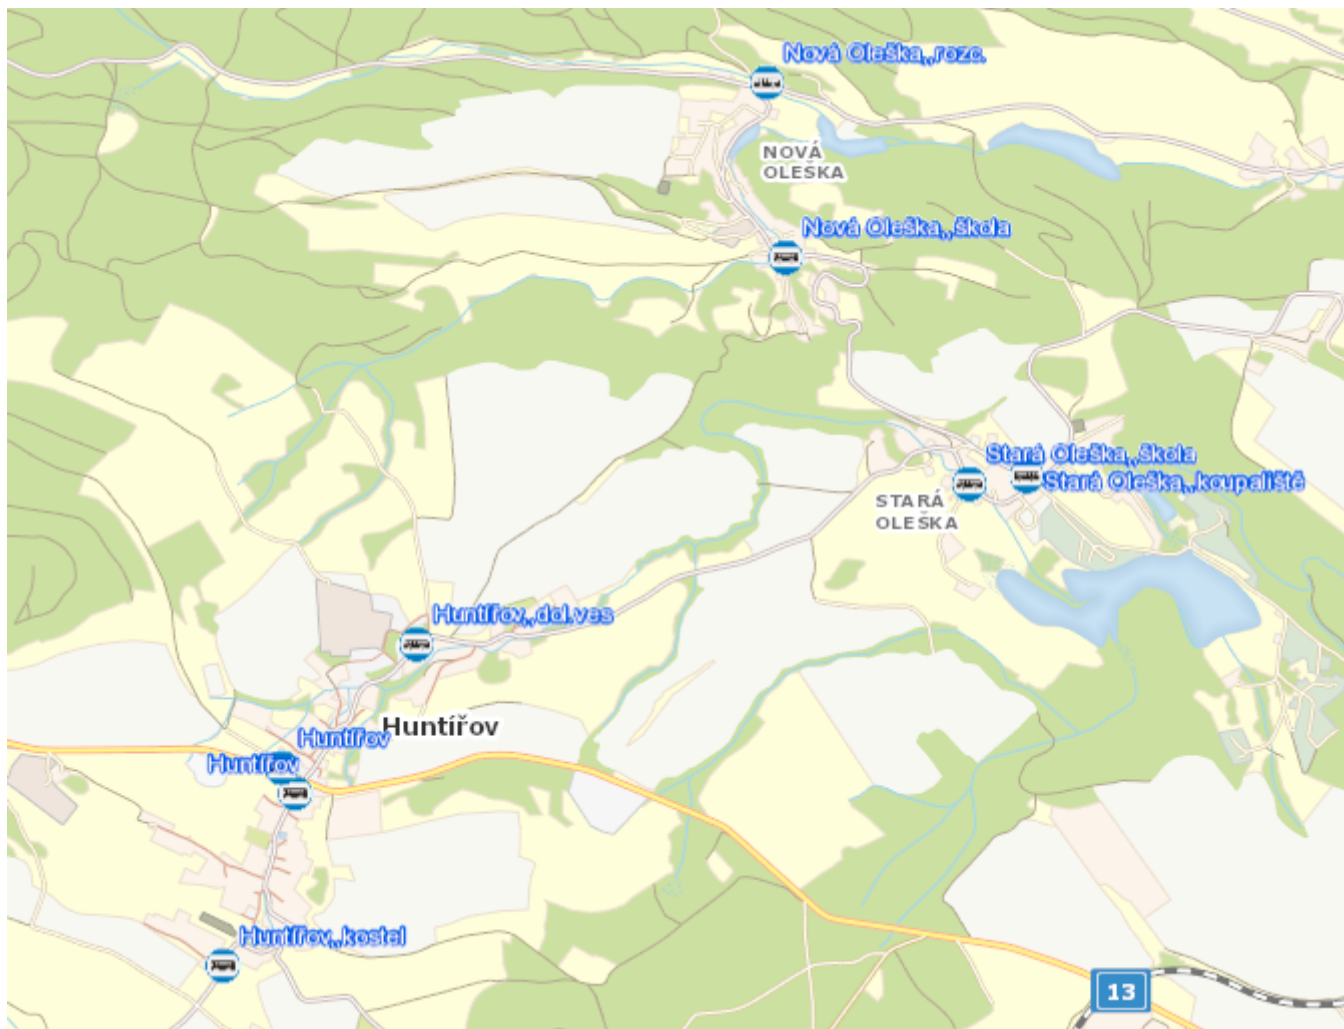 Nová Oleška,,rozc.
NOVÁ
OLEŠKA
Nová Oleška,,škola
Stará Oleška,,škola
Stará Oleška,,koupaliště
STARÁ
OLEŠKA
Huntířov,,dol.ves
Huntířov
Huntířov
Huntířov
Huntířov,,kostel
13